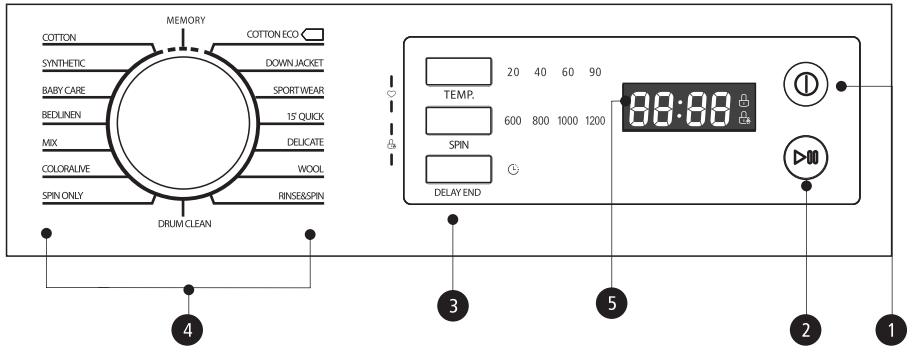 MEMORY
COTTON
SYNTHETIC
BABY CARE
BEDLINEN
MIX
COLORALIVE
SPIN ONLY
COTTON ECO
DOWN JACKET
SPORT WEAR
15' QUICK
DELICATE
WOOL
RINSE&SPIN
DRUM CLEAN
20 40 60 90
TEMP.
600 800 1000 1200
SPIN
DELAY END
88:88
1
2
3
4
5